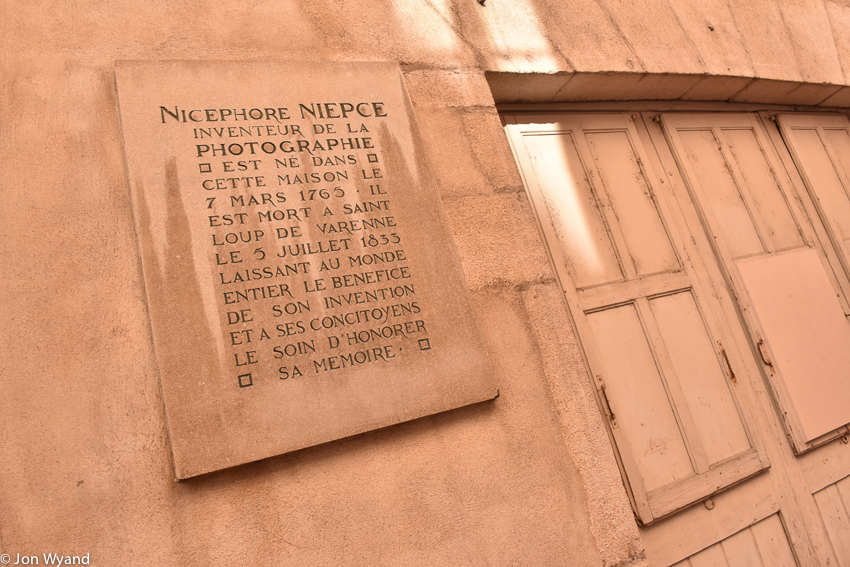 NICEPHORE NIEPCE
INVENTEUR DE LA
PHOTOGRAPHIE
EST NÉ DANS
CETTE MAISON LE
7 MARS 1765 · IL
EST MORT A SAINT
LOUP DE VARENNE
LE 5 JUILLET 1833
LAISSANT AU MONDE
ENTIER LE BENEFICE
DE SON INVENTION
ET A SES CONCITOYENS
LE SOIN D'HONORER
SA MEMOIRE ·
© Jon Wyand